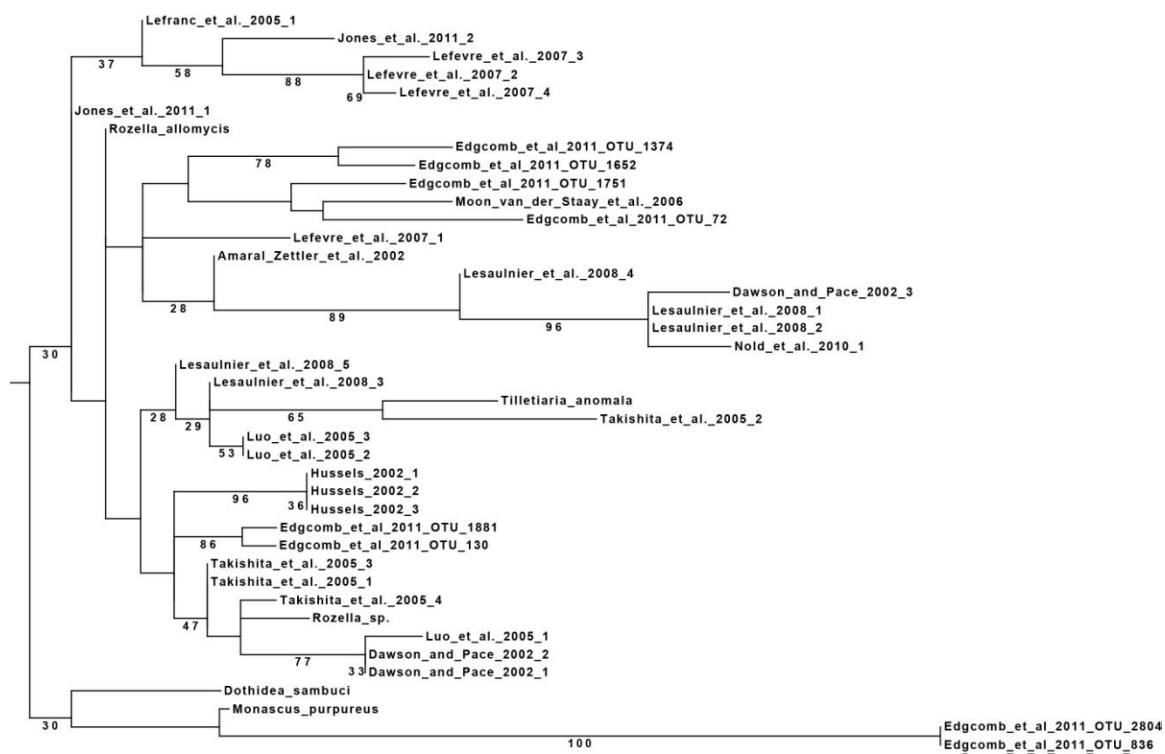 Lefranc_et_al._2005_1
Jones_et_al._2011_2
37
Lefevre_et_al._2007_3
58
Lefevre_et_al._2007_2
88
Lefevre_et_al._2007_4
69
Jones_et_al._2011_1
Rozella_allomycis
Edgcomb_et_al_2011_OTU_1374
78
Edgcomb_et_al_2011_OTU_1652
Edgcomb_et_al_2011_OTU_1751
Moon_van_der_Staay_et_al._2006
Edgcomb_et_al_2011_OTU_72
Lefevre_et_al._2007_1
Amaral_Zettler_et_al._2002
Lesaulnier_et_al._2008_4
Dawson_and_Pace_2002_3
28
Lesaulnier_et_al._2008_1
89
Lesaulnier_et_al._2008_2
96
Nold_et_al._2010_1
30
Lesaulnier_et_al._2008_5
Lesaulnier_et_al._2008_3
Tilletiaria_anomala
28
65
Takishita_et_al._2005_2
29
Luo_et_al._2005_3
53
Luo_et_al._2005_2
Hussels_2002_1
Hussels_2002_2
96
36
Hussels_2002_3
Edgcomb_et_al_2011_OTU_1881
86
Edgcomb_et_al_2011_OTU_130
Takishita_et_al._2005_3
Takishita_et_al._2005_1
Takishita_et_al._2005_4
Rozella_sp.
47
Luo_et_al._2005_1
Dawson_and_Pace_2002_2
77
33
Dawson_and_Pace_2002_1
Dothidea_sambuci
Monascus_purpureus
30
Edgcomb_et_al_2011_OTU_2804
100
Edgcomb_et_al_2011_OTU_836